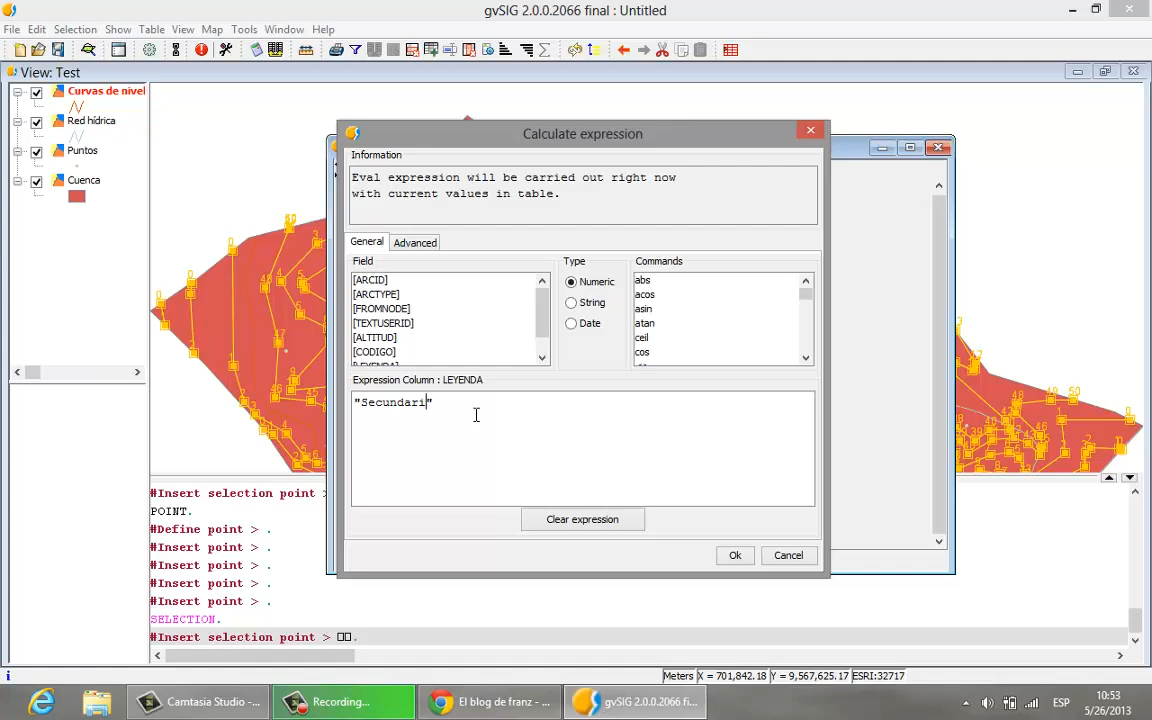 gvSIG 2.0.0.2066 final : Untitled
File Edit Selection Show Table View Map Tools Window Help
View: Test
Curvas de nivel
Red hídrica
Puntos
Cuenca
Calculate expression
Information
Eval expression will be carried out right now
with current values in table.
General Advanced
Field Type Commands
[ARCID] Numeric abs
[ARCTYPE] acos
[FROMNODE] String asin
[TEXTUSERID] Date atan
[ALTITUD] ceil
[CODIGO] cos
Expression Column : LEYENDA
"Secundari"
Clear expression
Ok Cancel
#Insert selection point >
POINT.
#Define point > .
#Insert point > .
#Insert point > .
#Insert point > .
#Insert point > .
SELECTION.
#Insert selection point > □□.
Meters X = 701,842.18 Y = 9,567,625.17 ESRI:32717
Camtasia Studio -... Recording... El blog de franz - ... gvSIG 2.0.0.2066 fi... ESP 10:53
5/26/2013